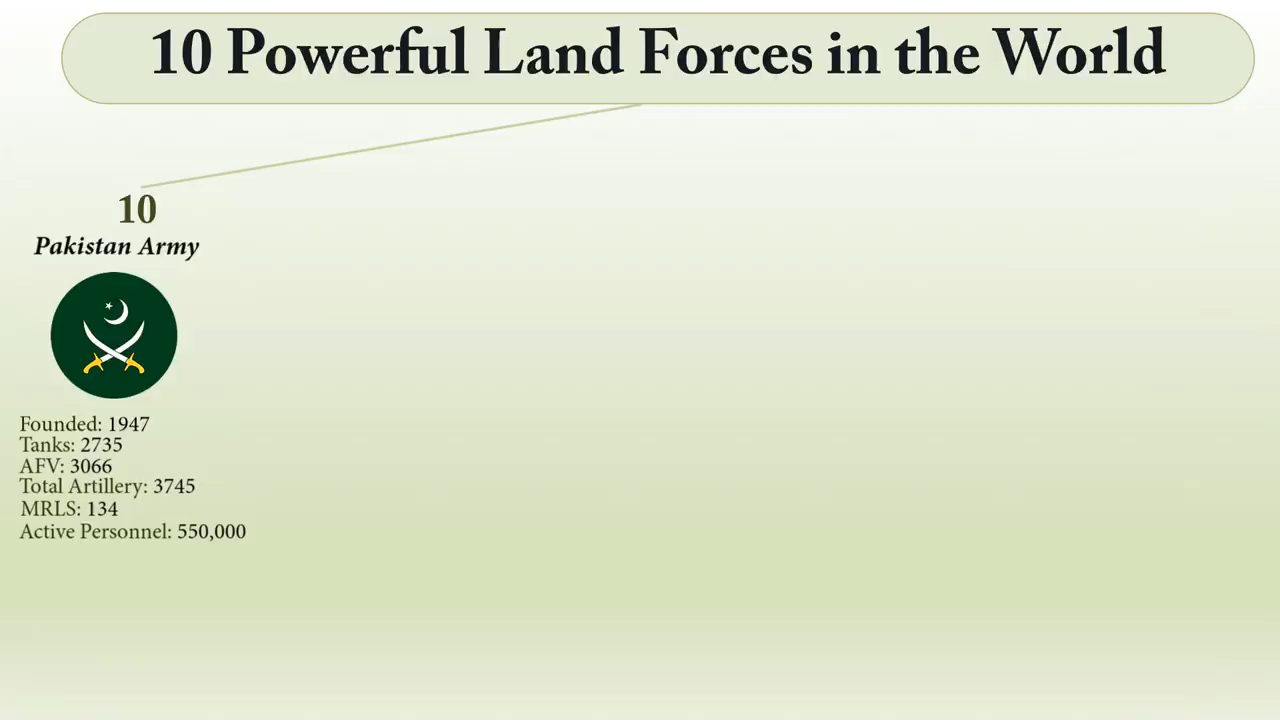 10 Powerful Land Forces in the World
10
Pakistan Army
Founded: 1947
Tanks: 2735
AFV: 3066
Total Artillery: 3745
MRLS: 134
Active Personnel: 550,000